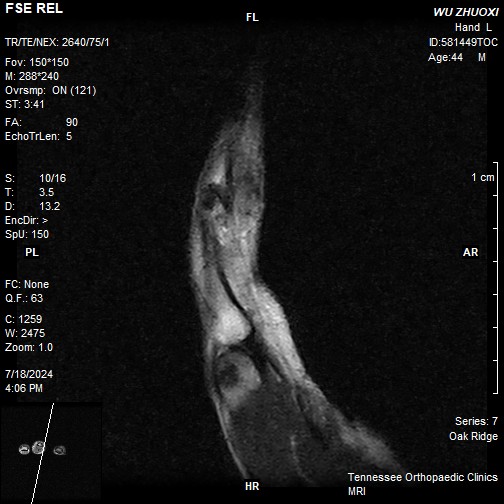 FSE REL
FL
WU ZHUOXI
Hand L
TR/TE/NEX: 2640/75/1
ID:581449TOC
Age:44 M
Fov: 150*150
M: 288*240
Ovrsmp: ON (121)
ST: 3:41
FA: 90
EchoTrLen: 5
S: 10/16
T: 3.5
D: 13.2
EncDir: >
SpU: 150
1 cm
PL
AR
FC: None
Q.F.: 63
C: 1259
W: 2475
Zoom: 1.0
7/18/2024
4:06 PM
Series: 7
Oak Ridge
HR
Tennessee Orthopaedic Clinics
MRI